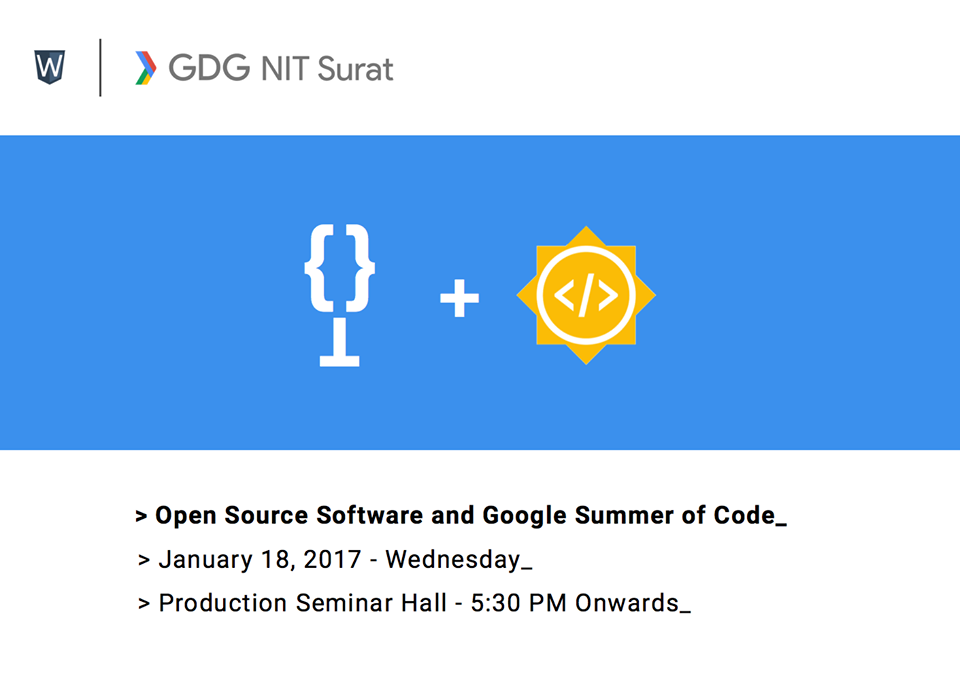 W
GDG NIT Surat
{} + </>
> Open Source Software and Google Summer of Code_
> January 18, 2017 - Wednesday_
> Production Seminar Hall - 5:30 PM Onwards_